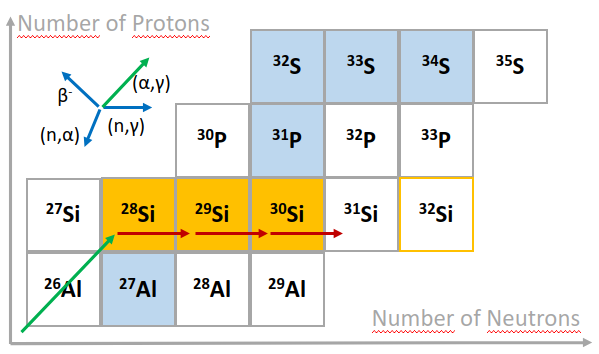 Number of Protons
³²S ³³S ³⁴S ³⁵S
(α,γ)
β⁻
(n,α) (n,γ)
³⁰P ³¹P ³²P ³³P
²⁷Si ²⁸Si ²⁹Si ³⁰Si ³¹Si ³²Si
²⁶Al ²⁷Al ²⁸Al ²⁹Al
Number of Neutrons